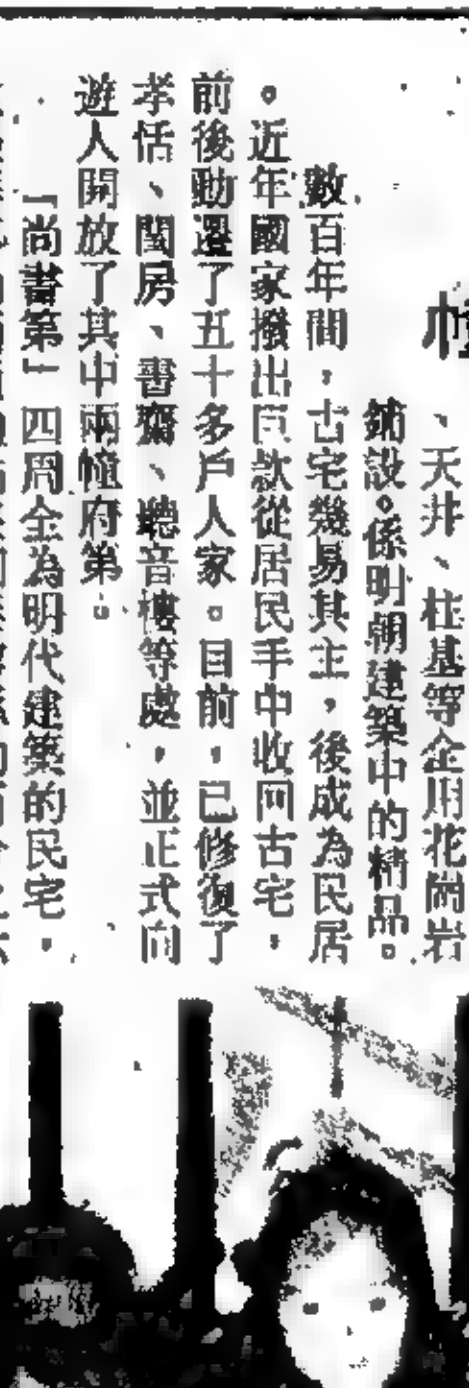 幢
、天井、柱基等全用花崗岩
鋪設。係明朝建築中的精品。
數百年間,古宅幾易其主,後成為民居
。近年國家撥出巨款從居民手中收回古宅,
前後動遷了五十多戶人家。目前,已修復了
孝恬、閨房、書齋、聽音樓等處,並正式向
遊人開放了其中兩幢府第。
「尚書第」四周全為明代建築的民宅,